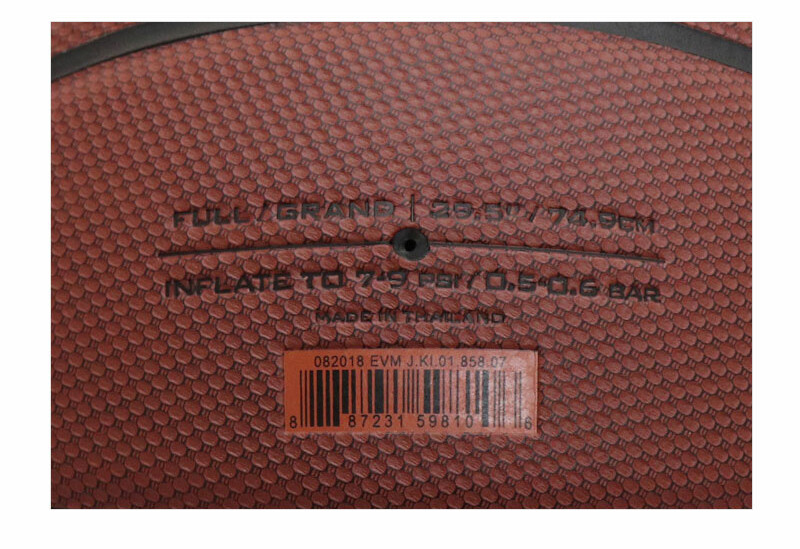 FULL/GRAND | 29.5"/74.9CM
INFLATE TO 7-9 PSI/0.5-0.6 BAR
MADE IN THAILAND
082018 EVM J.KI.01.858.07
8 87231 59810 6